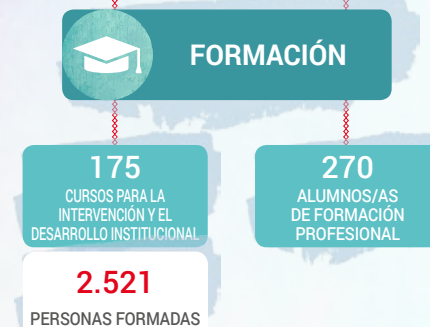 FORMACIÓN
175
CURSOS PARA LA
INTERVENCIÓN Y EL
DESARROLLO INSTITUCIONAL
2.521
PERSONAS FORMADAS
270
ALUMNOS/AS
DE FORMACIÓN
PROFESIONAL